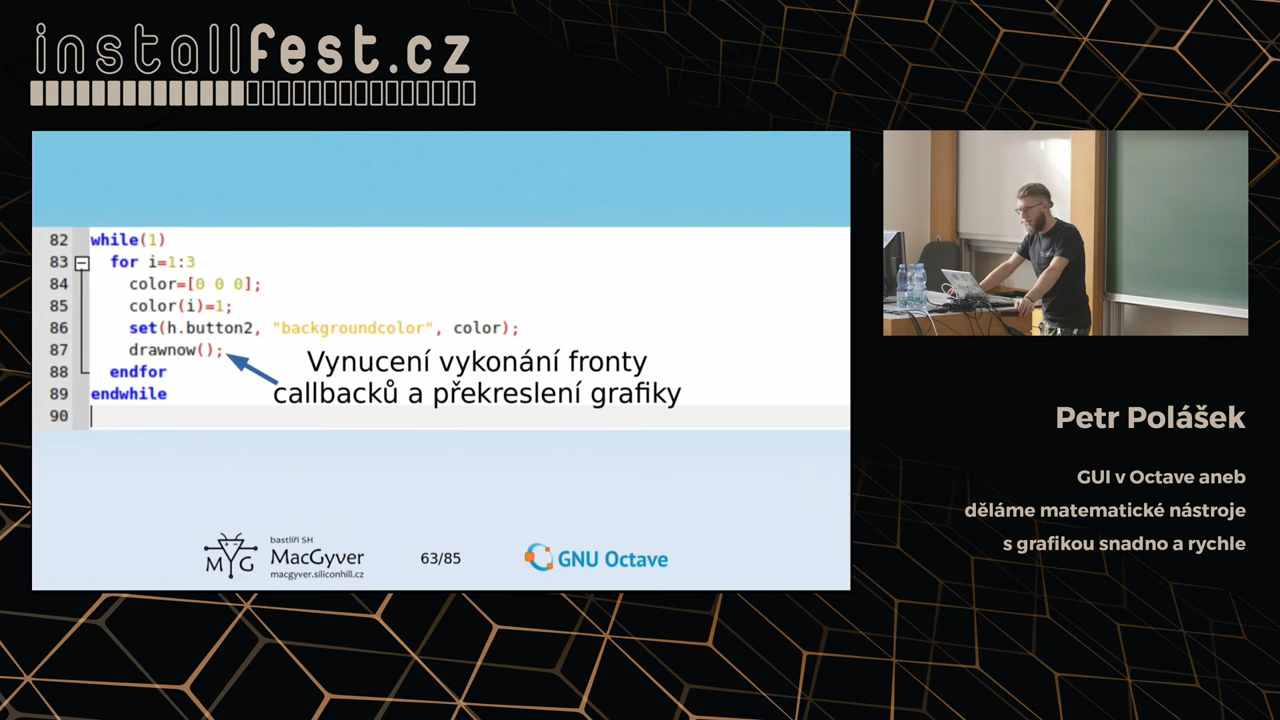 installfest.cz
82 while(1)
83 for i=1:3
84 color=[0 0 0];
85 color(i)=1;
86 set(h.button2, "backgroundcolor", color);
87 drawnow();
88 endfor
89 endwhile
90
Vynucení vykonání fronty
callbacků a překreslení grafiky
bastlíři SH
MacGyver
macgyver.siliconhill.cz
MYG
63/85
GNU Octave
Petr Polášek
GUI v Octave aneb
děláme matematické nástroje
s grafikou snadno a rychle